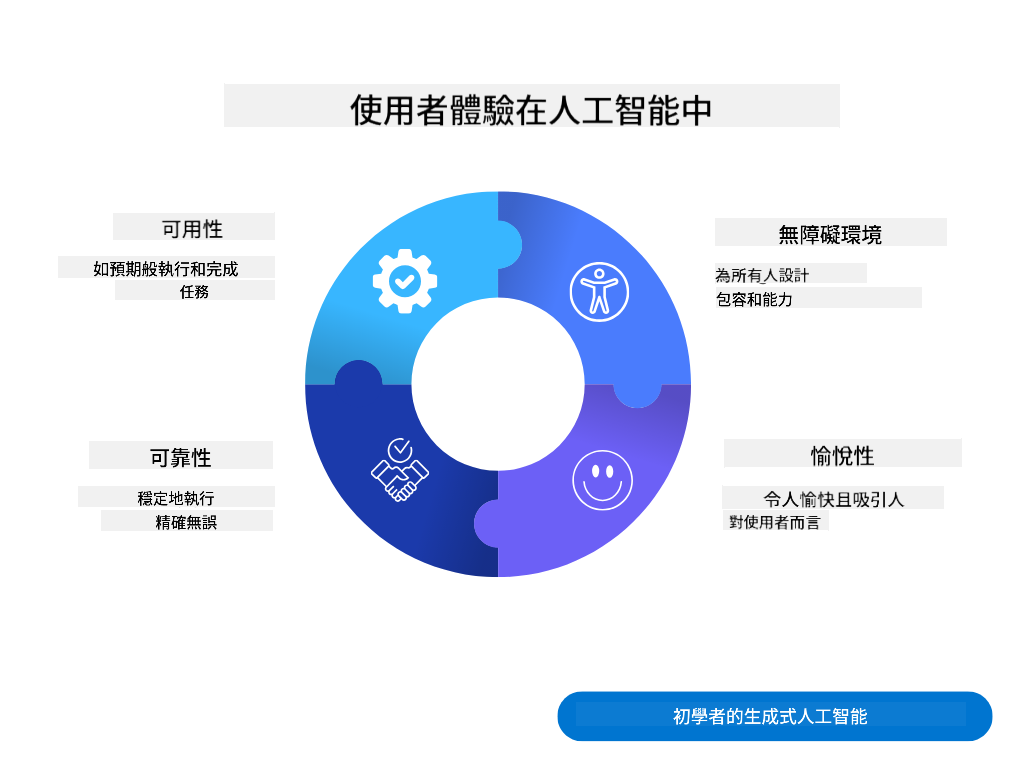 使用者體驗在人工智能中
可用性
如預期般執行和完成
任務
無障礙環境
為所有人設計
包容和能力
可靠性
穩定地執行
精確無誤
愉悅性
令人愉快且吸引人
對使用者而言
初學者的生成式人工智能